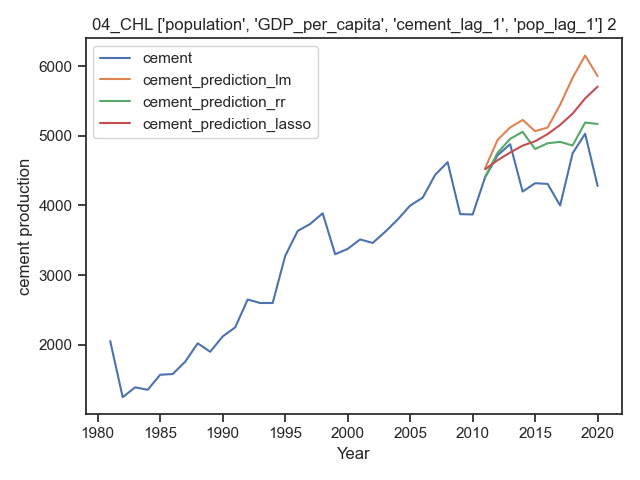 04_CHL ['population', 'GDP_per_capita', 'cement_lag_1', 'pop_lag_1'] 2
cement
cement_prediction_lm
cement_prediction_rr
cement_prediction_lasso
6000
5000
4000
3000
2000
cement production
1980 1985 1990 1995 2000 2005 2010 2015 2020
Year